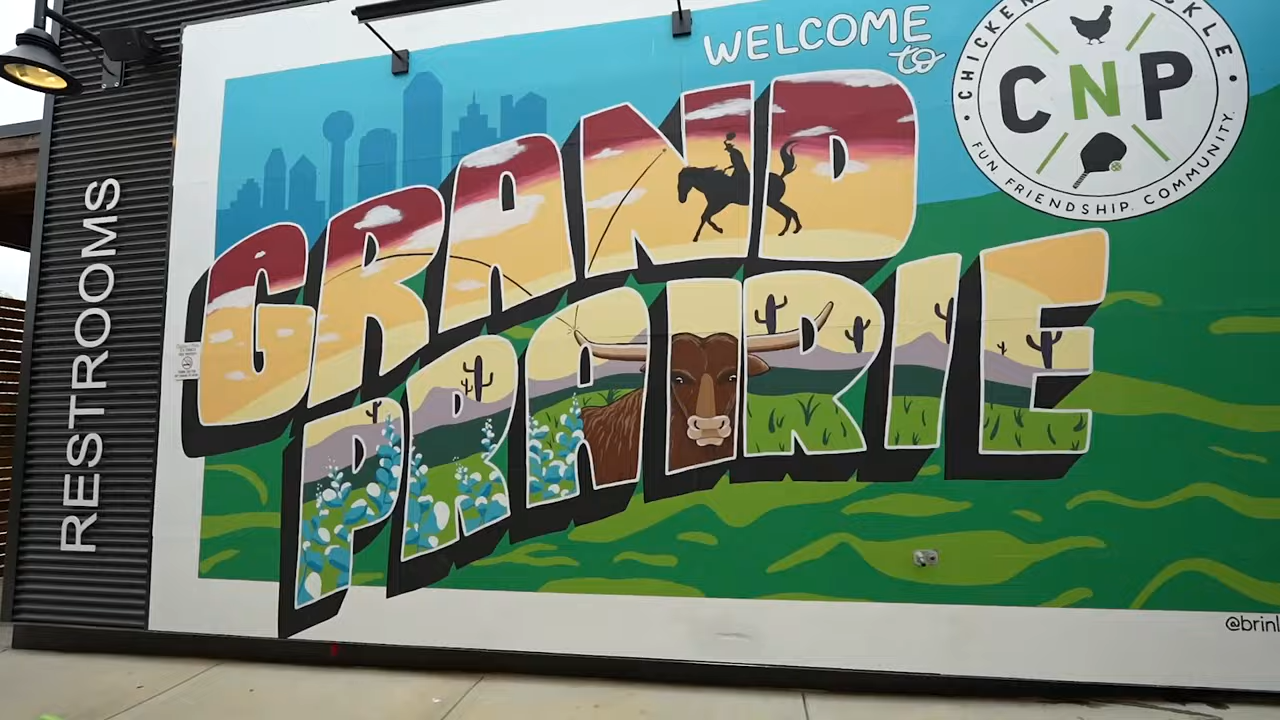 RESTROOMS
WELCOME
to
GRAND
PRAIRIE
CNP
FUN. FRIENDSHIP. COMMUNITY.